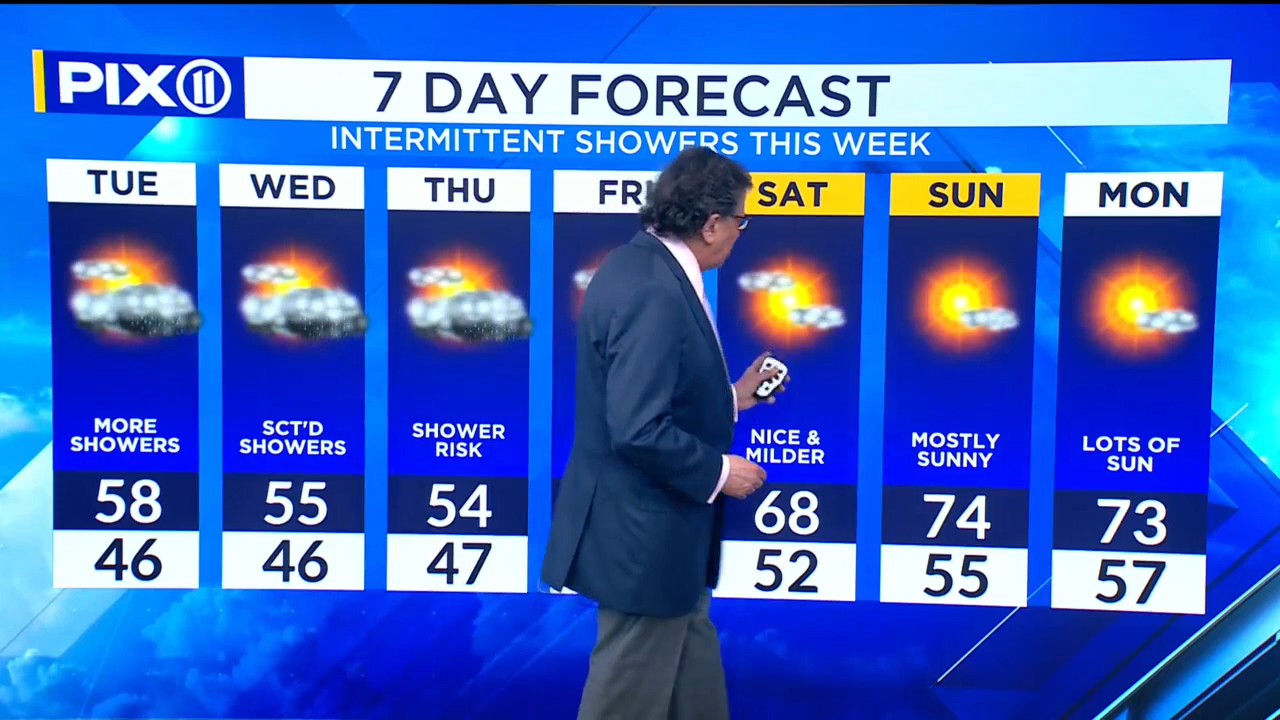 PIX 11
7 DAY FORECAST
INTERMITTENT SHOWERS THIS WEEK
TUE
MORE
SHOWERS
58
46
WED
SCT'D
SHOWERS
55
46
THU
SHOWER
RISK
54
47
SAT
NICE &
MILDER
68
52
SUN
MOSTLY
SUNNY
74
55
MON
LOTS OF
SUN
73
57